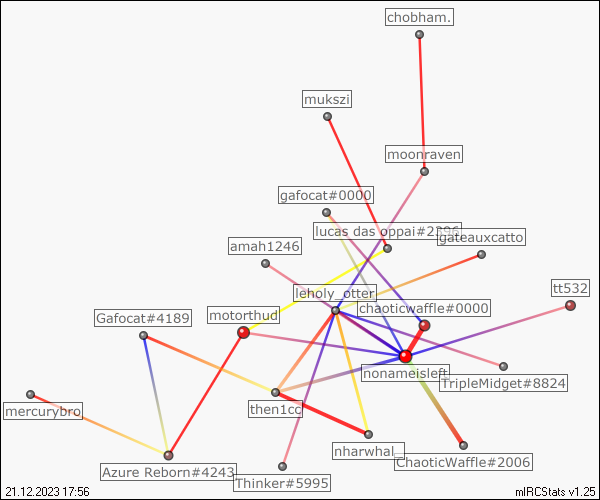 chobham.
mukszi
moonraven
gafocat#0000
lucas das oppai#2396
gateauxcatto
amah1246
tt532
leholy_otter
chaoticwaffle#0000
motorthud
Gafocat#4189
nonameisleft
TripleMidget#8824
mercurybro
then1cc
nharwhal_
ChaoticWaffle#2006
Azure Reborn#4243
Thinker#5995
21.12.2023 17:56
mIRCStats v1.25